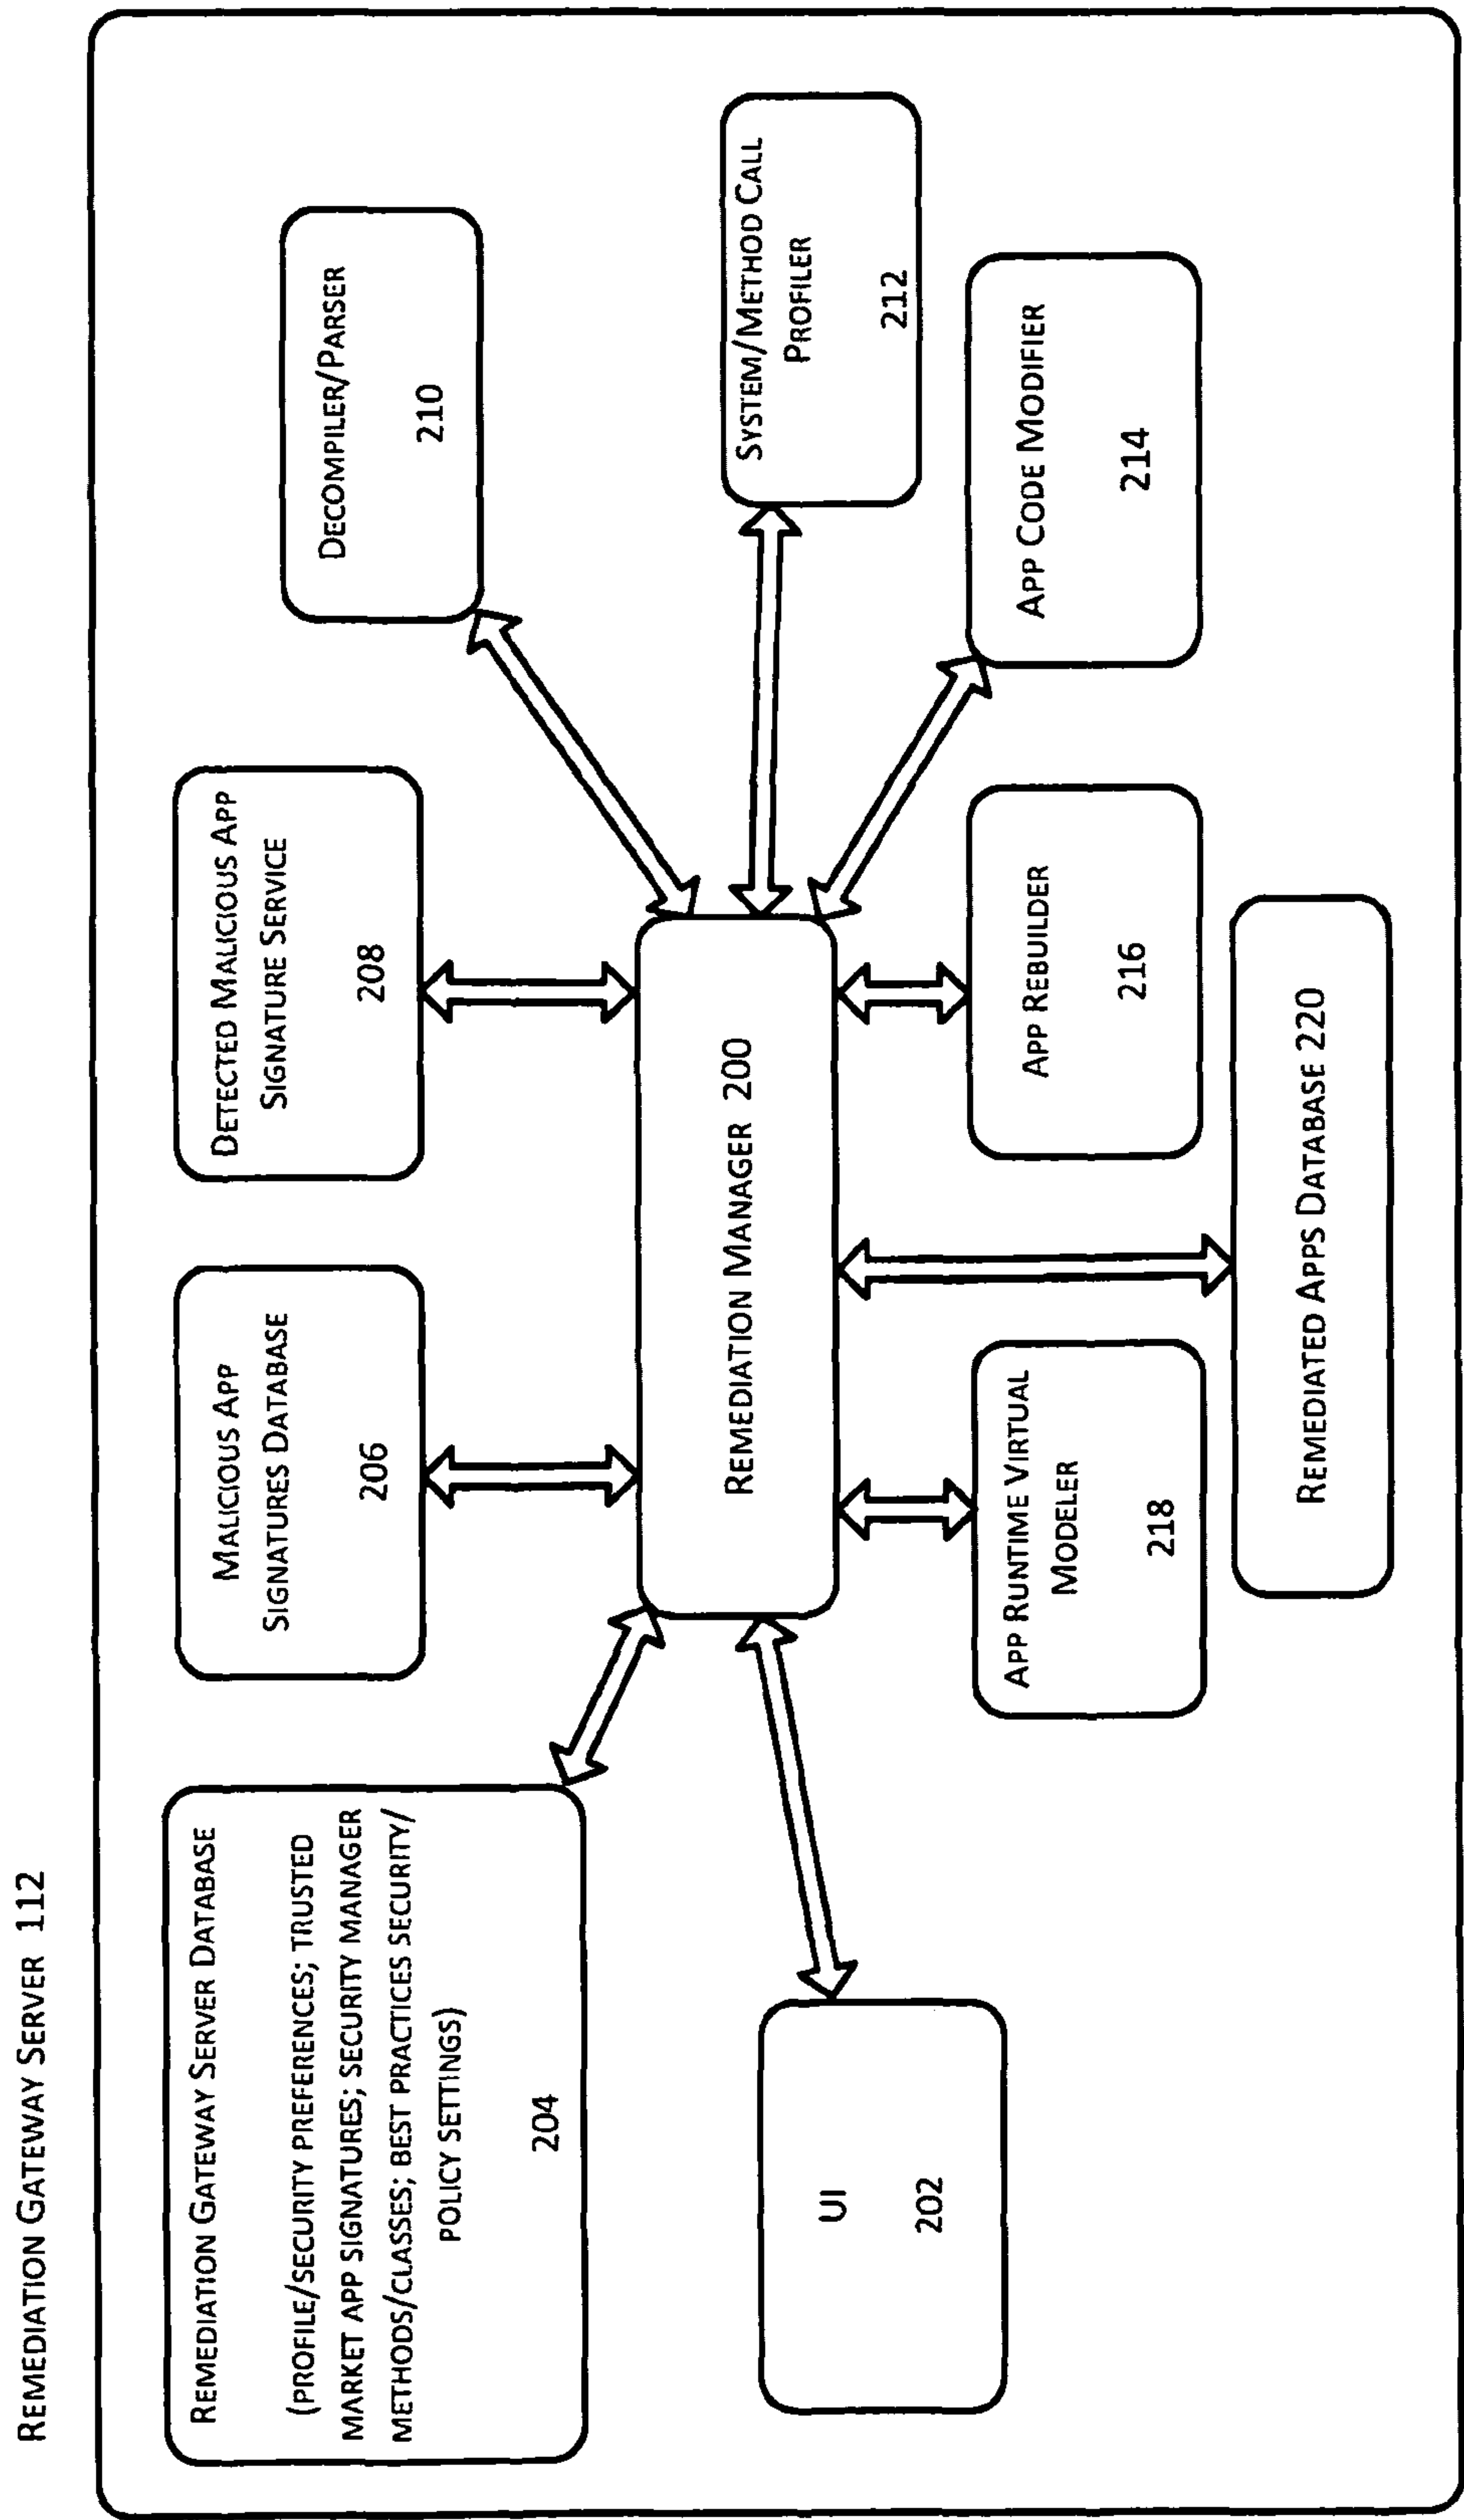 REMEDIATION GATEWAY SERVER 112
REMEDIATION GATEWAY SERVER DATABASE
(PROFILE/SECURITY PREFERENCES; TRUSTED
MARKET APP SIGNATURES; SECURITY MANAGER
METHODS/CLASSES; BEST PRACTICES SECURITY/
POLICY SETTINGS)
204
MALICIOUS APP
SIGNATURES DATABASE
206
DETECTED MALICIOUS APP
SIGNATURE SERVICE
208
DECOMPILER/PARSER
210
UI
202
REMEDIATION MANAGER 200
SYSTEM/METHOD CALL
PROFILER
212
APP RUNTIME VIRTUAL
MODELER
218
APP REBUILDER
216
APP CODE MODIFIER
214
REMEDIATED APPS DATABASE 220